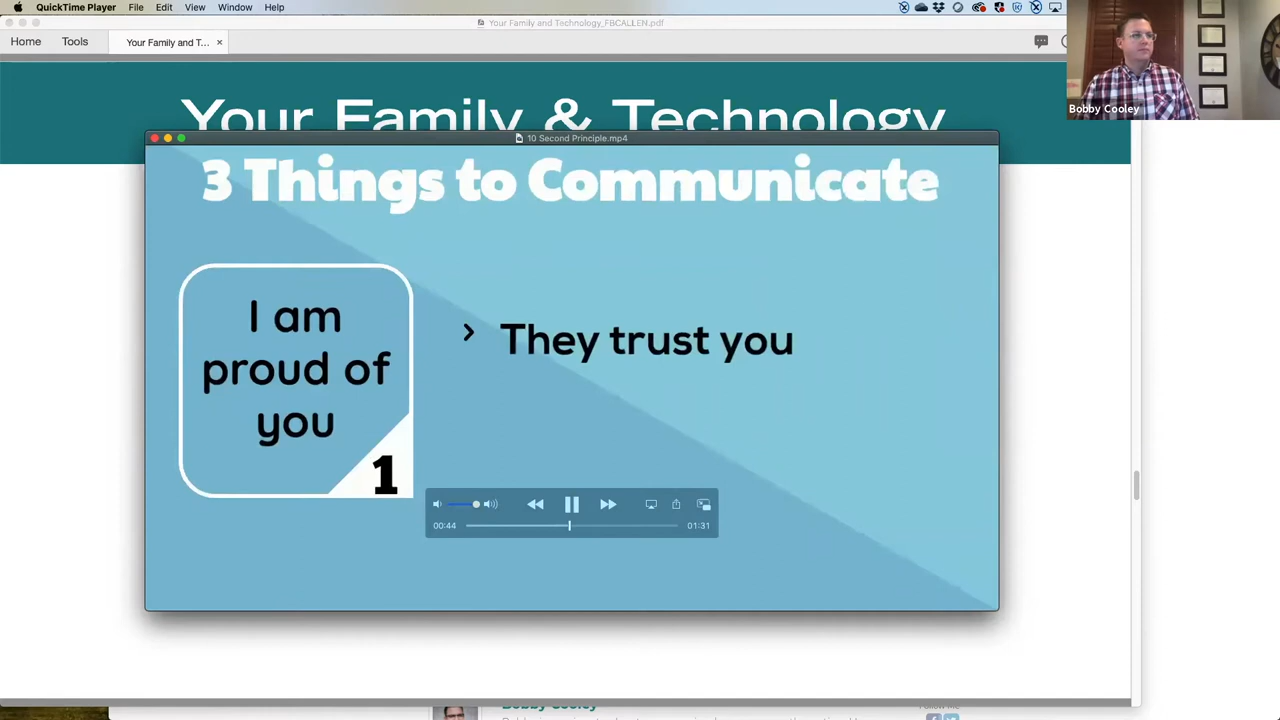 QuickTime Player File Edit View Window Help
Your Family and Technology_FBCALLEN.pdf
Home Tools Your Family and T... ×
Bobby Cooley
Your Family & Technology
10 Second Principle.mp4
3 Things to Communicate
I am
proud of
you
1
> They trust you
00:44 01:31
Bobby Cooley
Follow Me